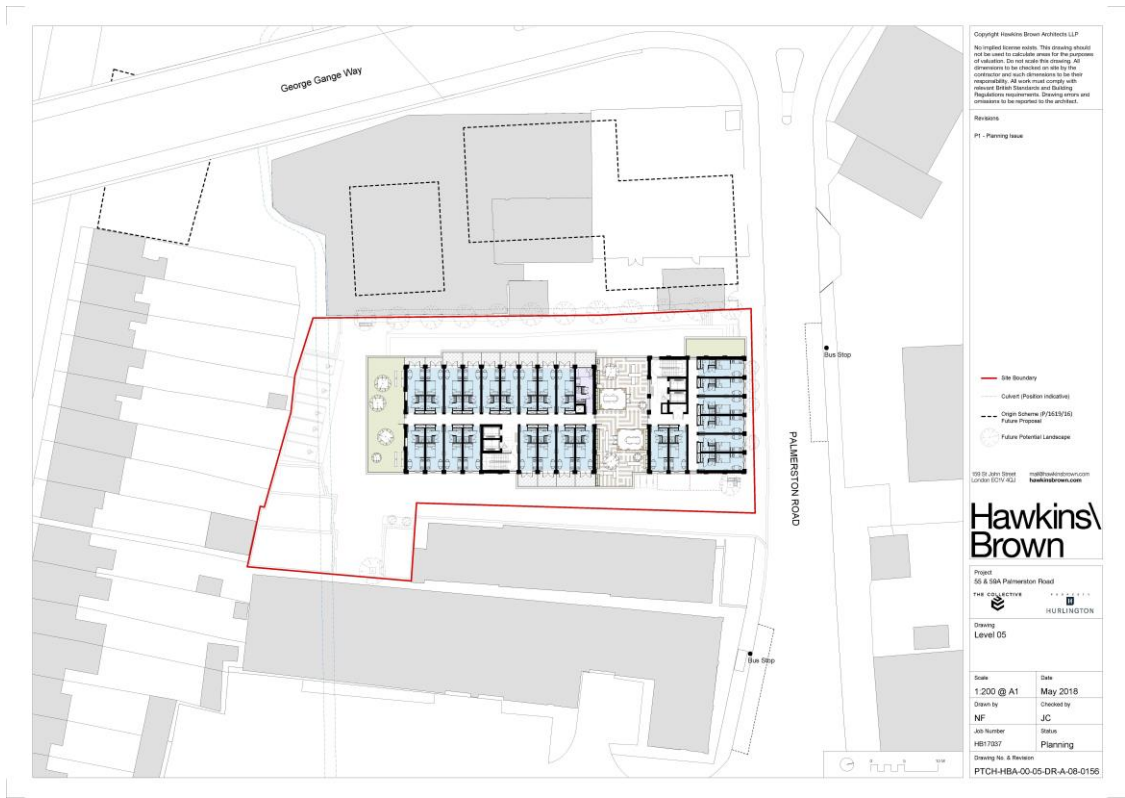 George Gange Way
Bus Stop
PALMERSTON ROAD
Bus Stop
Copyright Hawkins Brown Architects LLP
No implied license exists. This drawing should
not be used to calculate areas for the purposes
of valuation. Do not scale this drawing. All
dimensions to be checked on site by the
contractor and such dimensions to be their
responsibility. All work must comply with
relevant British Standards and Building
Regulations requirements. Drawing errors and
omissions to be reported to the architect.
Revisions
P1 - Planning Issue
Site Boundary
Culvert (Position indicative)
Origin Scheme (P/1619/16)
Future Proposal
Future Potential Landscape
159 St John Street
London EC1V 4QJ
mail@hawkinsbrown.com
hawkinsbrown.com
Hawkins\
Brown
Project
55 & 59A Palmerston Road
THE COLLECTIVE
PROPERTY
HURLINGTON
Drawing
Level 05
Scale
1:200 @ A1
Date
May 2018
Drawn by
NF
Checked by
JC
Job Number
HB17037
Status
Planning
Drawing No. & Revision
PTCH-HBA-00-05-DR-A-08-0156